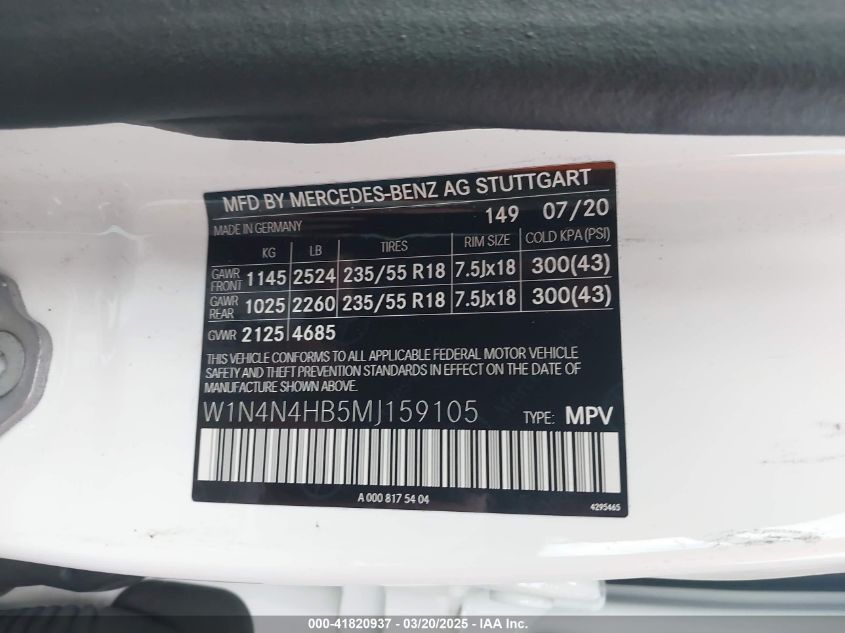 MFD BY MERCEDES-BENZ AG STUTTGART
MADE IN GERMANY 149 07/20
KG LB TIRES RIM SIZE COLD KPA (PSI)
GAWR FRONT 1145 2524 235/55 R18 7.5Jx18 300(43)
GAWR REAR 1025 2260 235/55 R18 7.5Jx18 300(43)
GVWR 2125 4685
THIS VEHICLE CONFORMS TO ALL APPLICABLE FEDERAL MOTOR VEHICLE
SAFETY AND THEFT PREVENTION STANDARDS IN EFFECT ON THE DATE OF
MANUFACTURE SHOWN ABOVE.
W1N4N4HB5MJ159105 TYPE: MPV
A 000 817 54 04
4295465
000-41820937 - 03/20/2025 - IAA Inc.